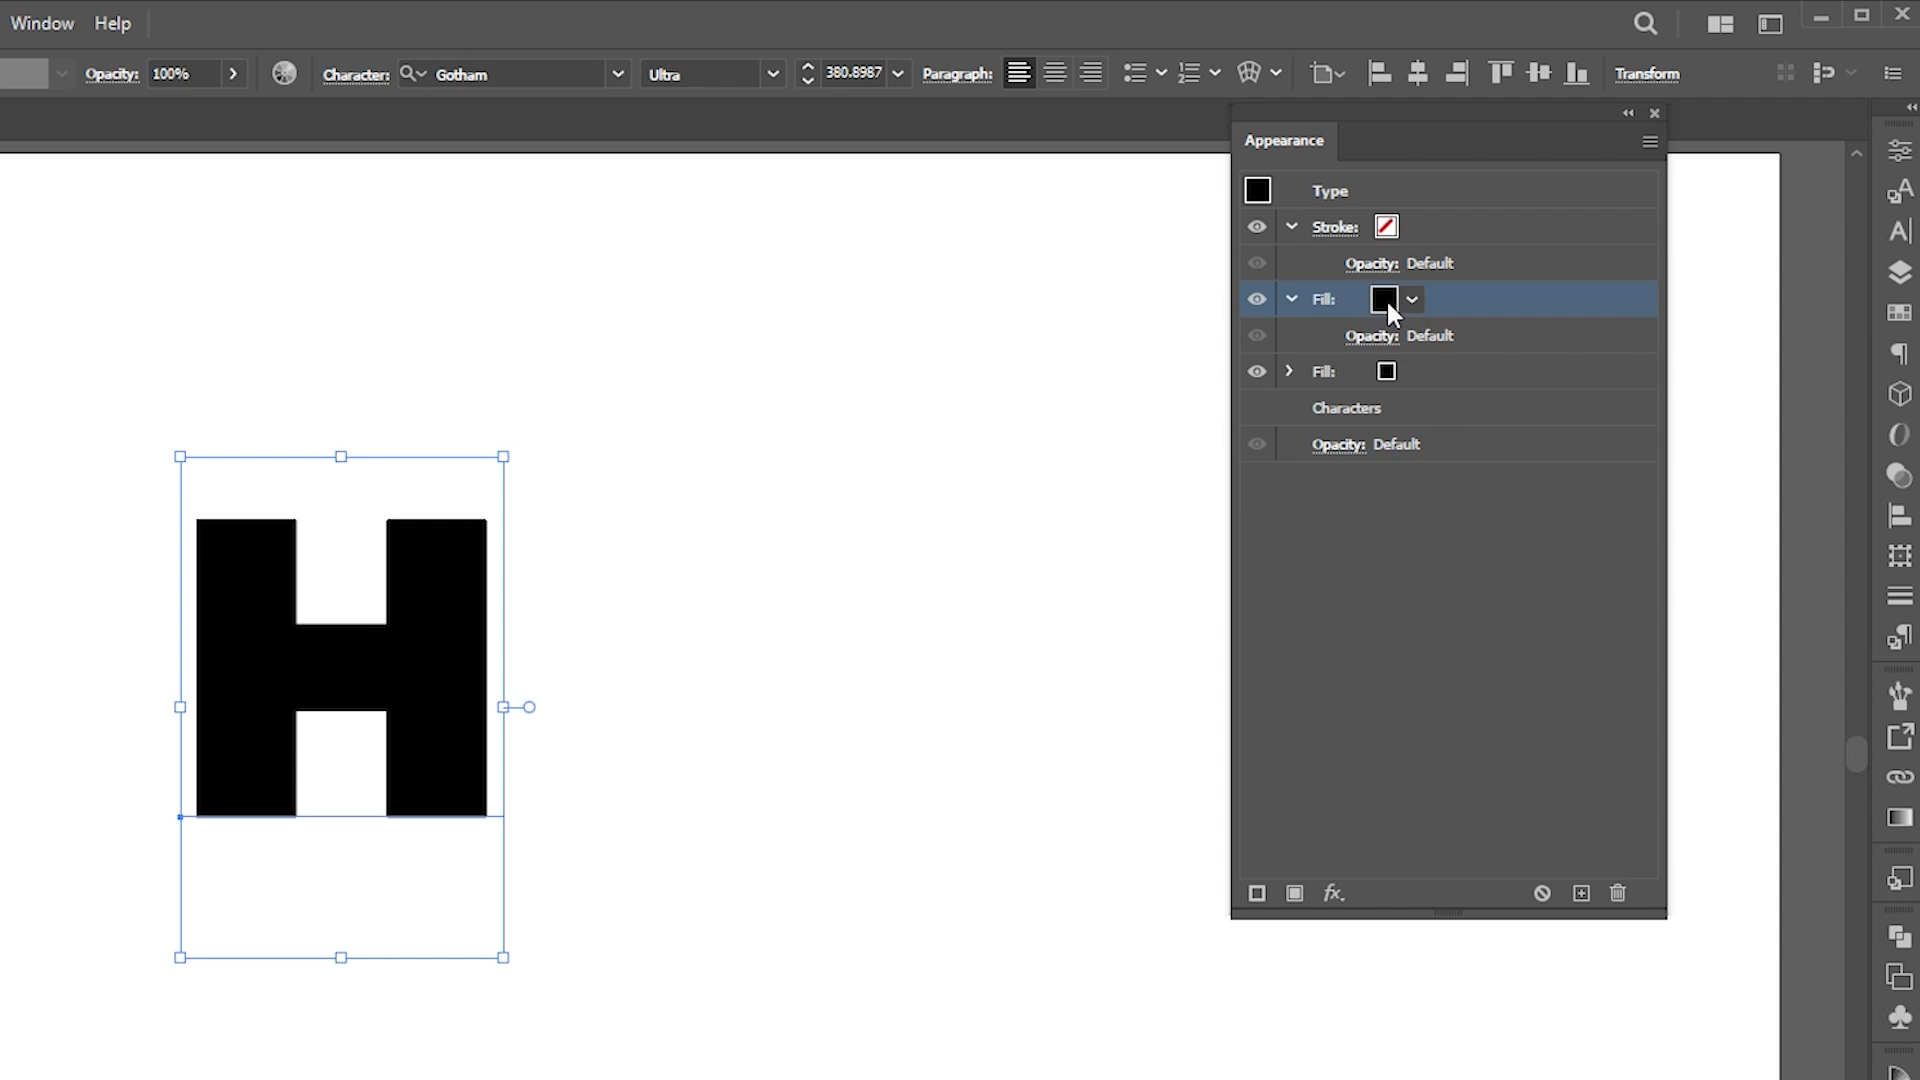 Window Help
Opacity: 100% Character: Gotham Ultra 380.8987 Paragraph: Transform
Appearance
Type
Stroke:
Opacity: Default
Fill:
Opacity: Default
Fill:
Characters
Opacity: Default
fx.
H